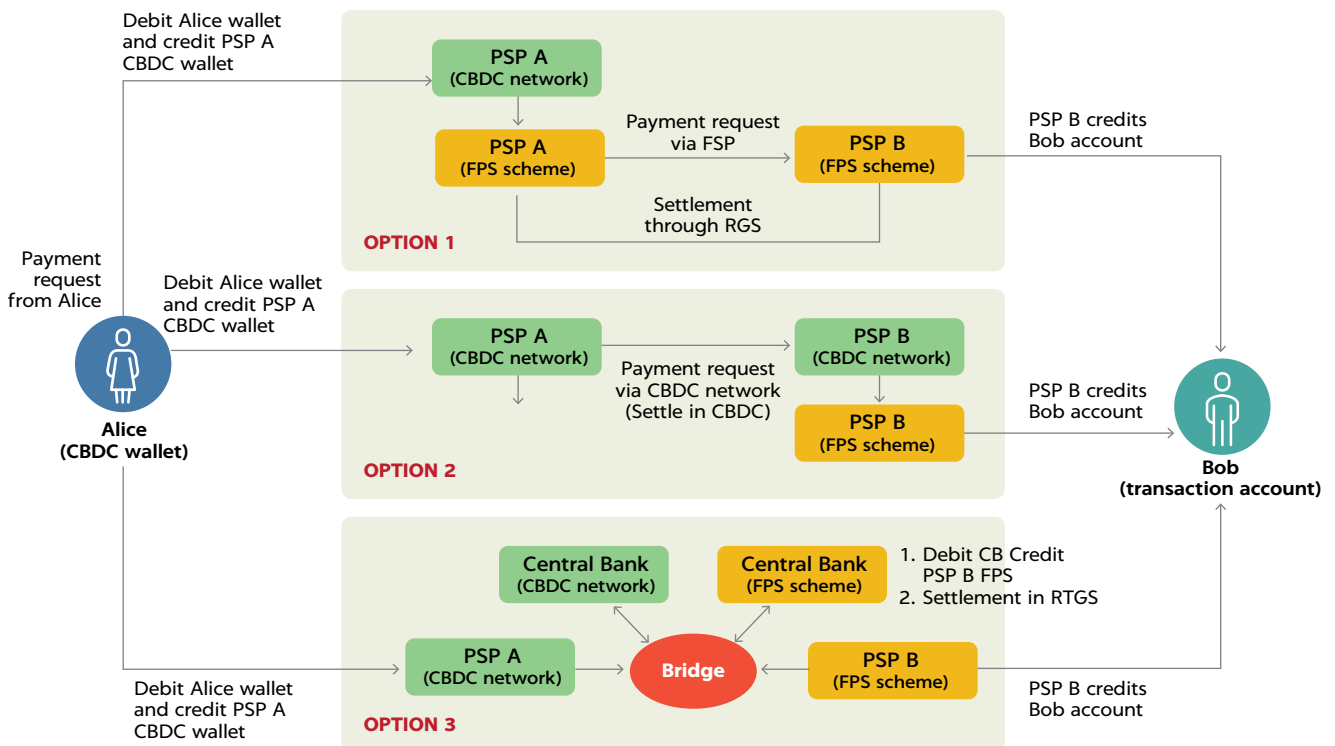 Debit Alice wallet
and credit PSP A
CBDC wallet
PSP A
(CBDC network)
PSP A
(FPS scheme)
Payment request
via FSP
PSP B
(FPS scheme)
Settlement
through RGS
OPTION 1
PSP B credits
Bob account
Payment
request
from Alice
Debit Alice wallet
and credit PSP A
CBDC wallet
Alice
(CBDC wallet)
PSP A
(CBDC network)
Payment request
via CBDC network
(Settle in CBDC)
PSP B
(CBDC network)
PSP B
(FPS scheme)
OPTION 2
PSP B credits
Bob account
Bob
(transaction account)
Central Bank
(CBDC network)
Central Bank
(FPS scheme)
1. Debit CB Credit
PSP B FPS
2. Settlement in RTGS
PSP A
(CBDC network)
Bridge
PSP B
(FPS scheme)
Debit Alice wallet
and credit PSP A
CBDC wallet
OPTION 3
PSP B credits
Bob account